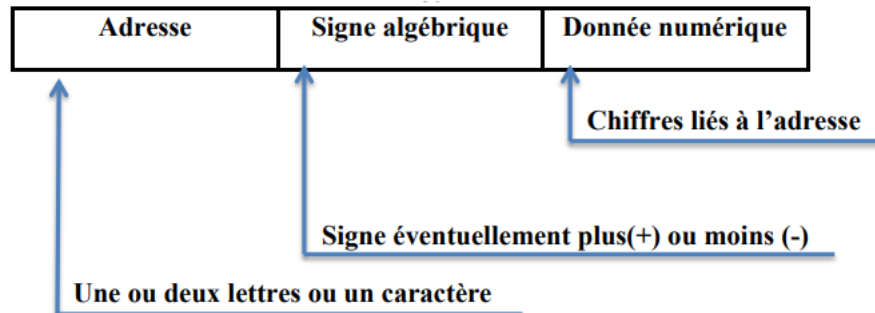 Adresse Signe algébrique Donnée numérique
Chiffres liés à l’adresse
Signe éventuellement plus(+) ou moins (-)
Une ou deux lettres ou un caractère